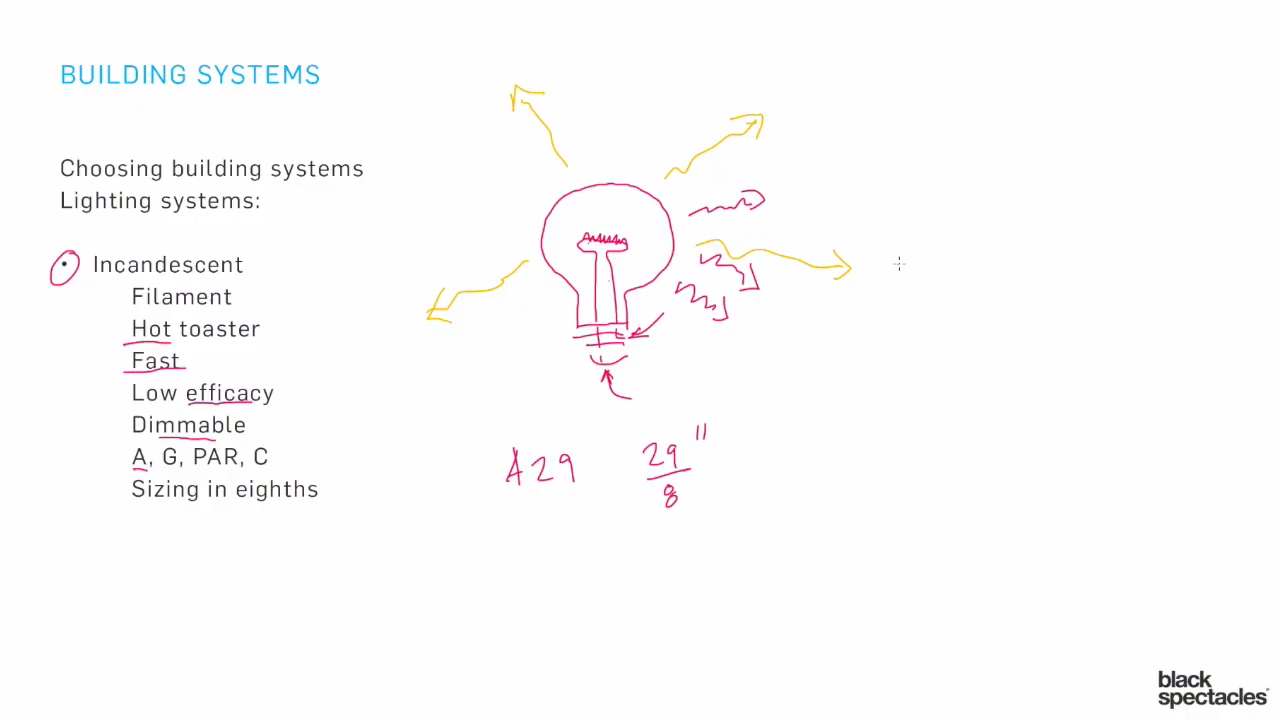 BUILDING SYSTEMS
Choosing building systems
Lighting systems:
• Incandescent
Filament
Hot toaster
Fast
Low efficacy
Dimmable
A, G, PAR, C
Sizing in eighths
A29
29"
8
black
spectacles